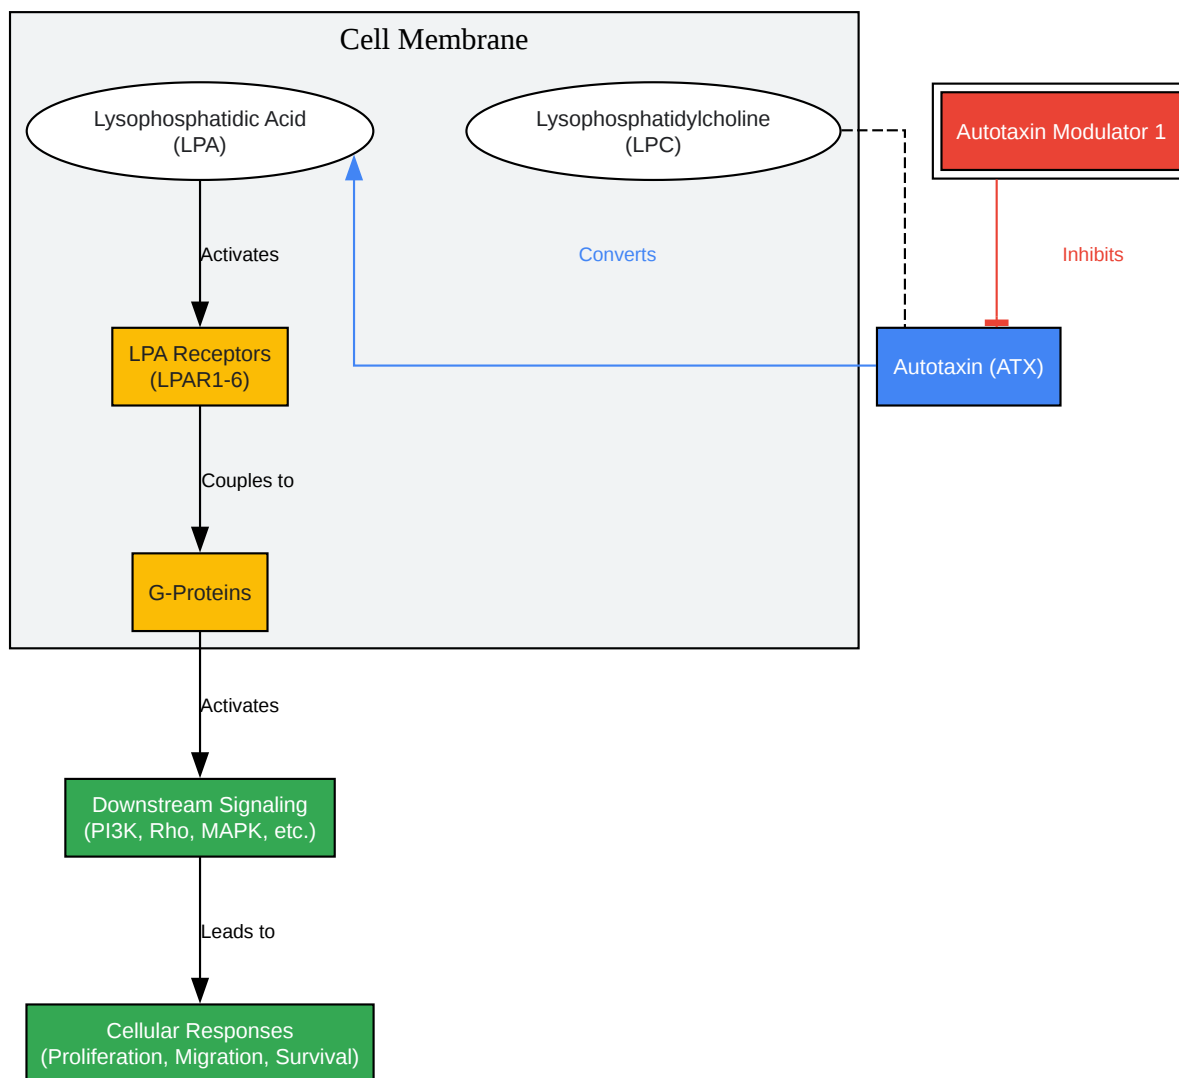 Cell Membrane
Lysophosphatidic Acid
(LPA)
Lysophosphatidylcholine
(LPC)
Autotaxin Modulator 1
Activates
Converts
Inhibits
LPA Receptors
(LPAR1-6)
Autotaxin (ATX)
Couples to
G-Proteins
Activates
Downstream Signaling
(PI3K, Rho, MAPK, etc.)
Leads to
Cellular Responses
(Proliferation, Migration, Survival)